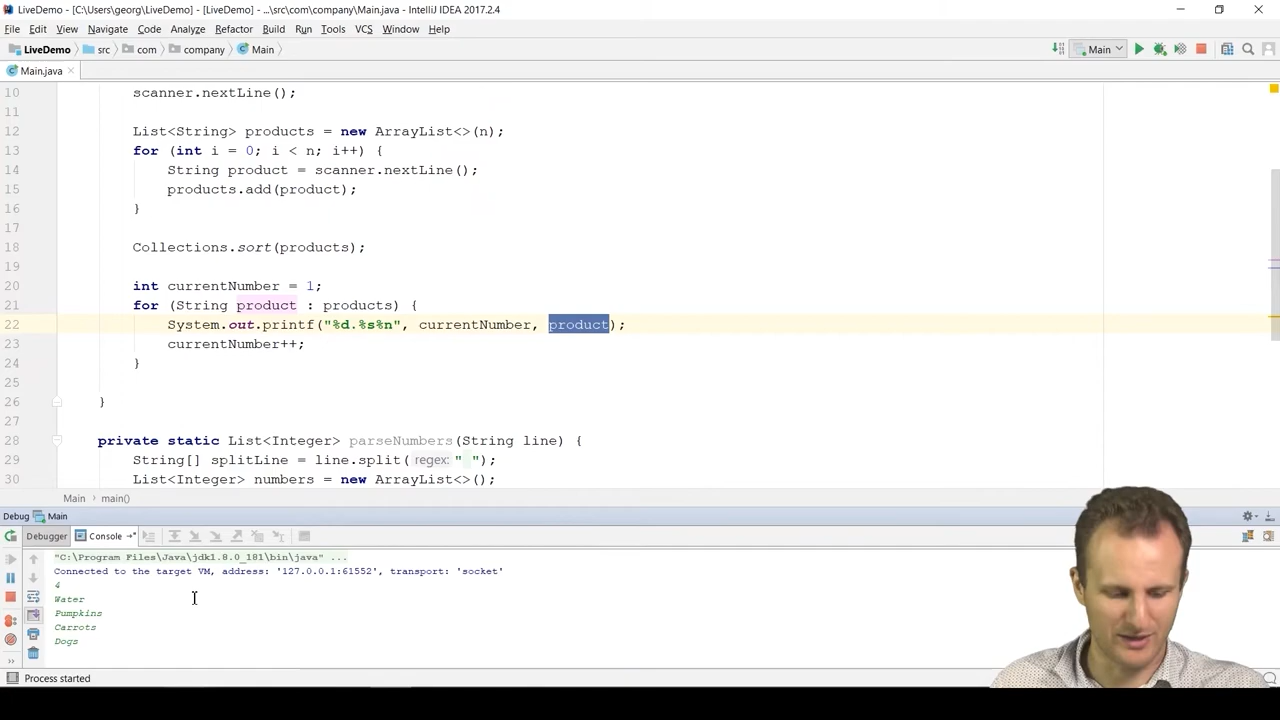 LiveDemo - [C:\Users\georg\LiveDemo] - [LiveDemo] - ...\src\com\company\Main.java - IntelliJ IDEA 2017.2.4
File Edit View Navigate Code Analyze Refactor Build Run Tools VCS Window Help
LiveDemo src com company Main Main
Main.java
10 scanner.nextLine();
11
12 List<String> products = new ArrayList<>(n);
13 for (int i = 0; i < n; i++) {
14 String product = scanner.nextLine();
15 products.add(product);
16 }
17
18 Collections.sort(products);
19
20 int currentNumber = 1;
21 for (String product : products) {
22 System.out.printf("%d.%s%n", currentNumber, product);
23 currentNumber++;
24 }
25
26 }
27
28 private static List<Integer> parseNumbers(String line) {
29 String[] splitLine = line.split( regex: " ");
30 List<Integer> numbers = new ArrayList<>();
Main main()
Debug Main
Debugger Console
"C:\Program Files\Java\jdk1.8.0_181\bin\java" ...
Connected to the target VM, address: '127.0.0.1:61552', transport: 'socket'
4
Water
Pumpkins
Carrots
Dogs
Process started